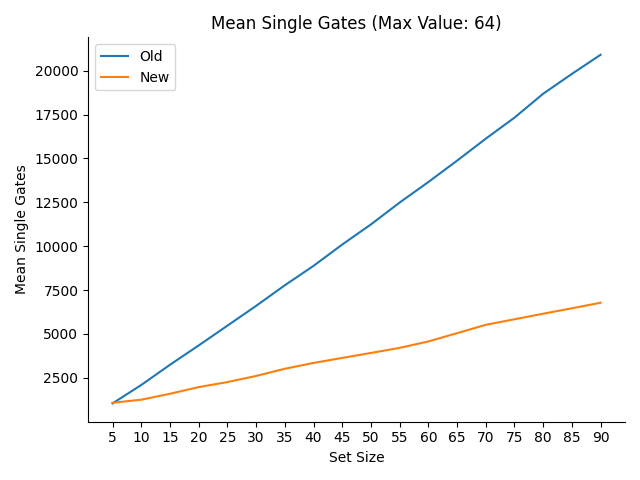 Mean Single Gates (Max Value: 64)
Old
New
20000
17500
15000
12500
10000
7500
5000
2500
Mean Single Gates
5 10 15 20 25 30 35 40 45 50 55 60 65 70 75 80 85 90
Set Size